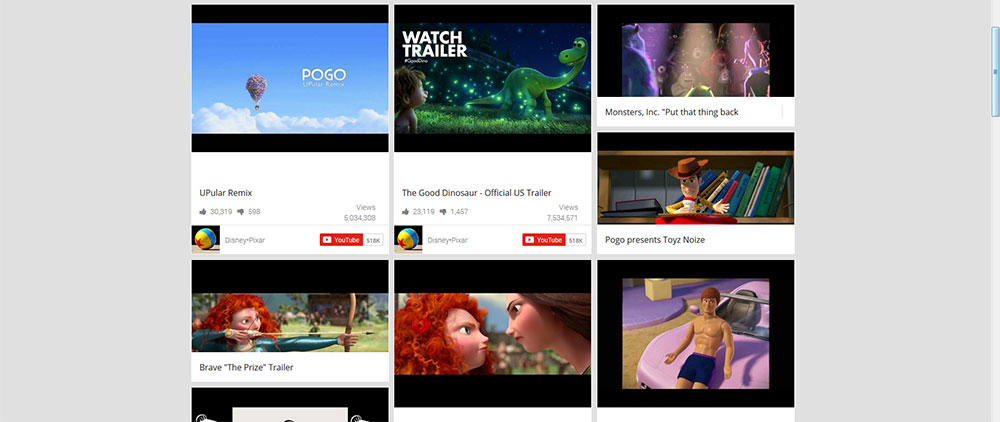 POGO
UPular Remix
UPular Remix
30,319 598
Views
5,034,308
Disney•Pixar
YouTube 518K
WATCH
TRAILER
#GoodDino
The Good Dinosaur - Official US Trailer
23,119 1,457
Views
7,534,571
Disney•Pixar
YouTube 518K
Monsters, Inc. "Put that thing back
Pogo presents Toyz Noize
Brave "The Prize" Trailer